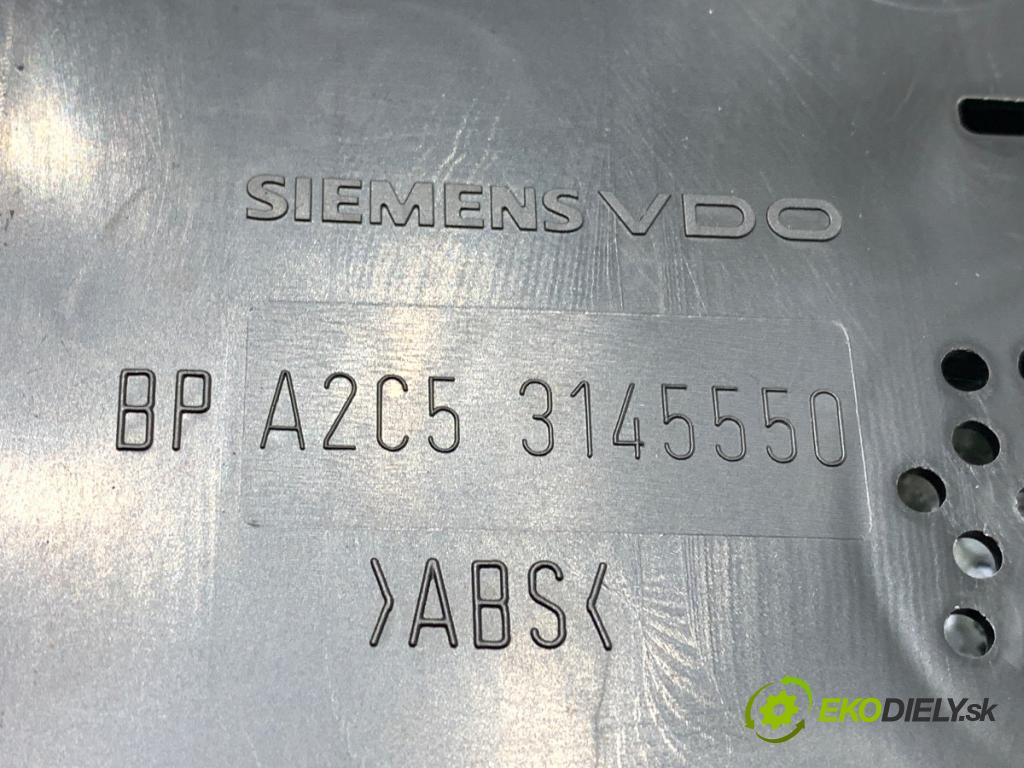 SIEMENS VDO
BP A2C5 3145550
>ABS<
EKODIELY.sk